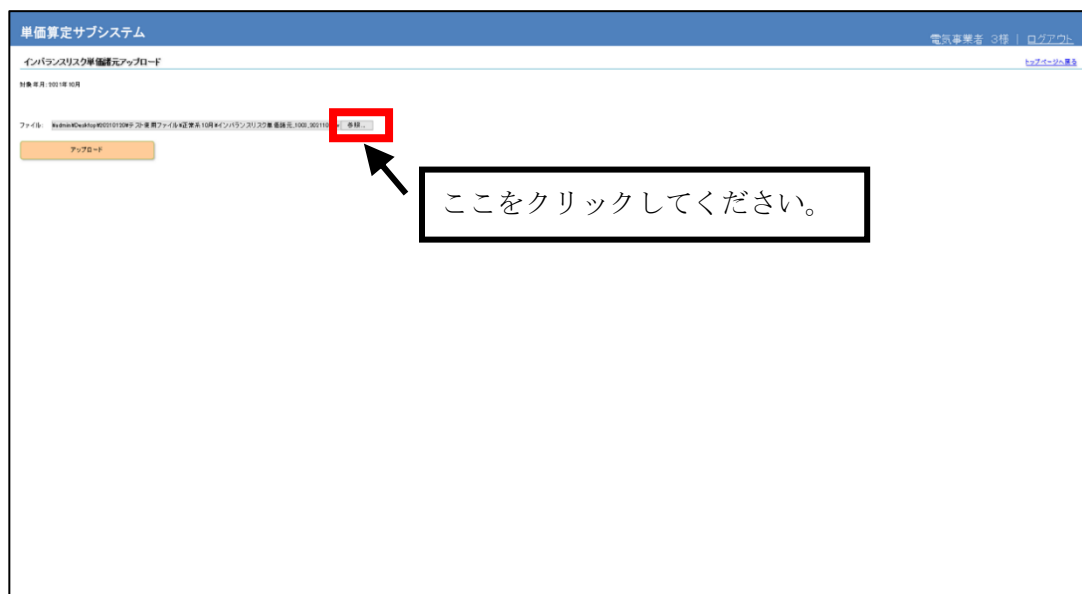 単価算定サブシステム
電気事業者 3様 | ログアウト
インバランスリスク単価諸元アップロード
トップページへ戻る
対象年月:
ファイル:
参照...
アップロード
ここをクリックしてください。